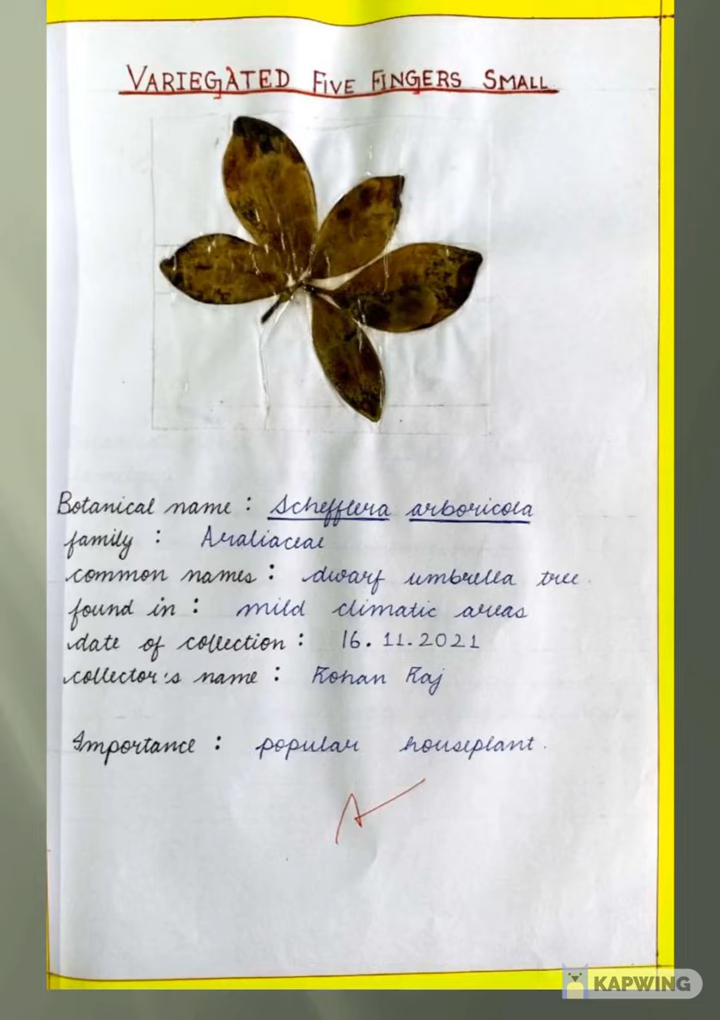 VARIEGATED FIVE FINGERS SMALL
Botanical name : Schefflera arboricola
family : Araliaceae
common names : dwarf umbrella tree.
found in : mild climatic areas
date of collection : 16.11.2021
collector's name : Rohan Raj
Importance : popular houseplant.
KAPWING